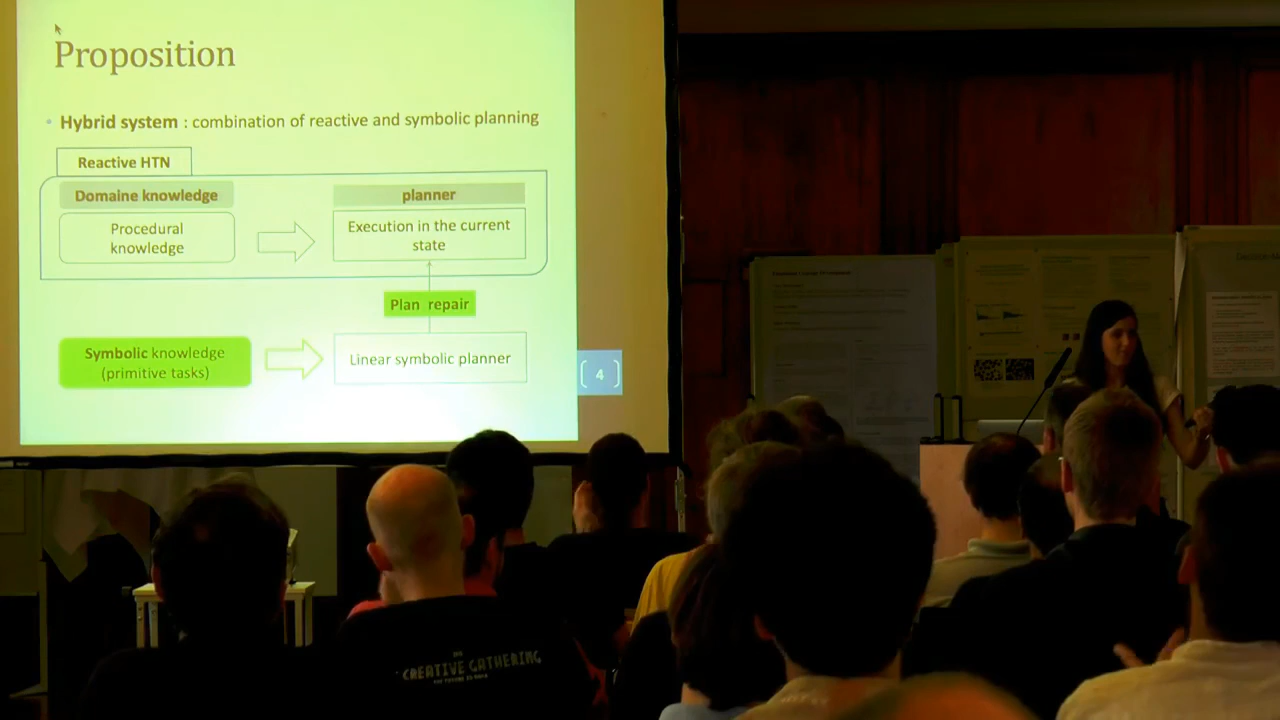 Proposition
• Hybrid system : combination of reactive and symbolic planning
Reactive HTN
Domaine knowledge
planner
Procedural
knowledge
Execution in the current
state
Plan repair
Symbolic knowledge
(primitive tasks)
Linear symbolic planner
4
CREATIVE GATHERING